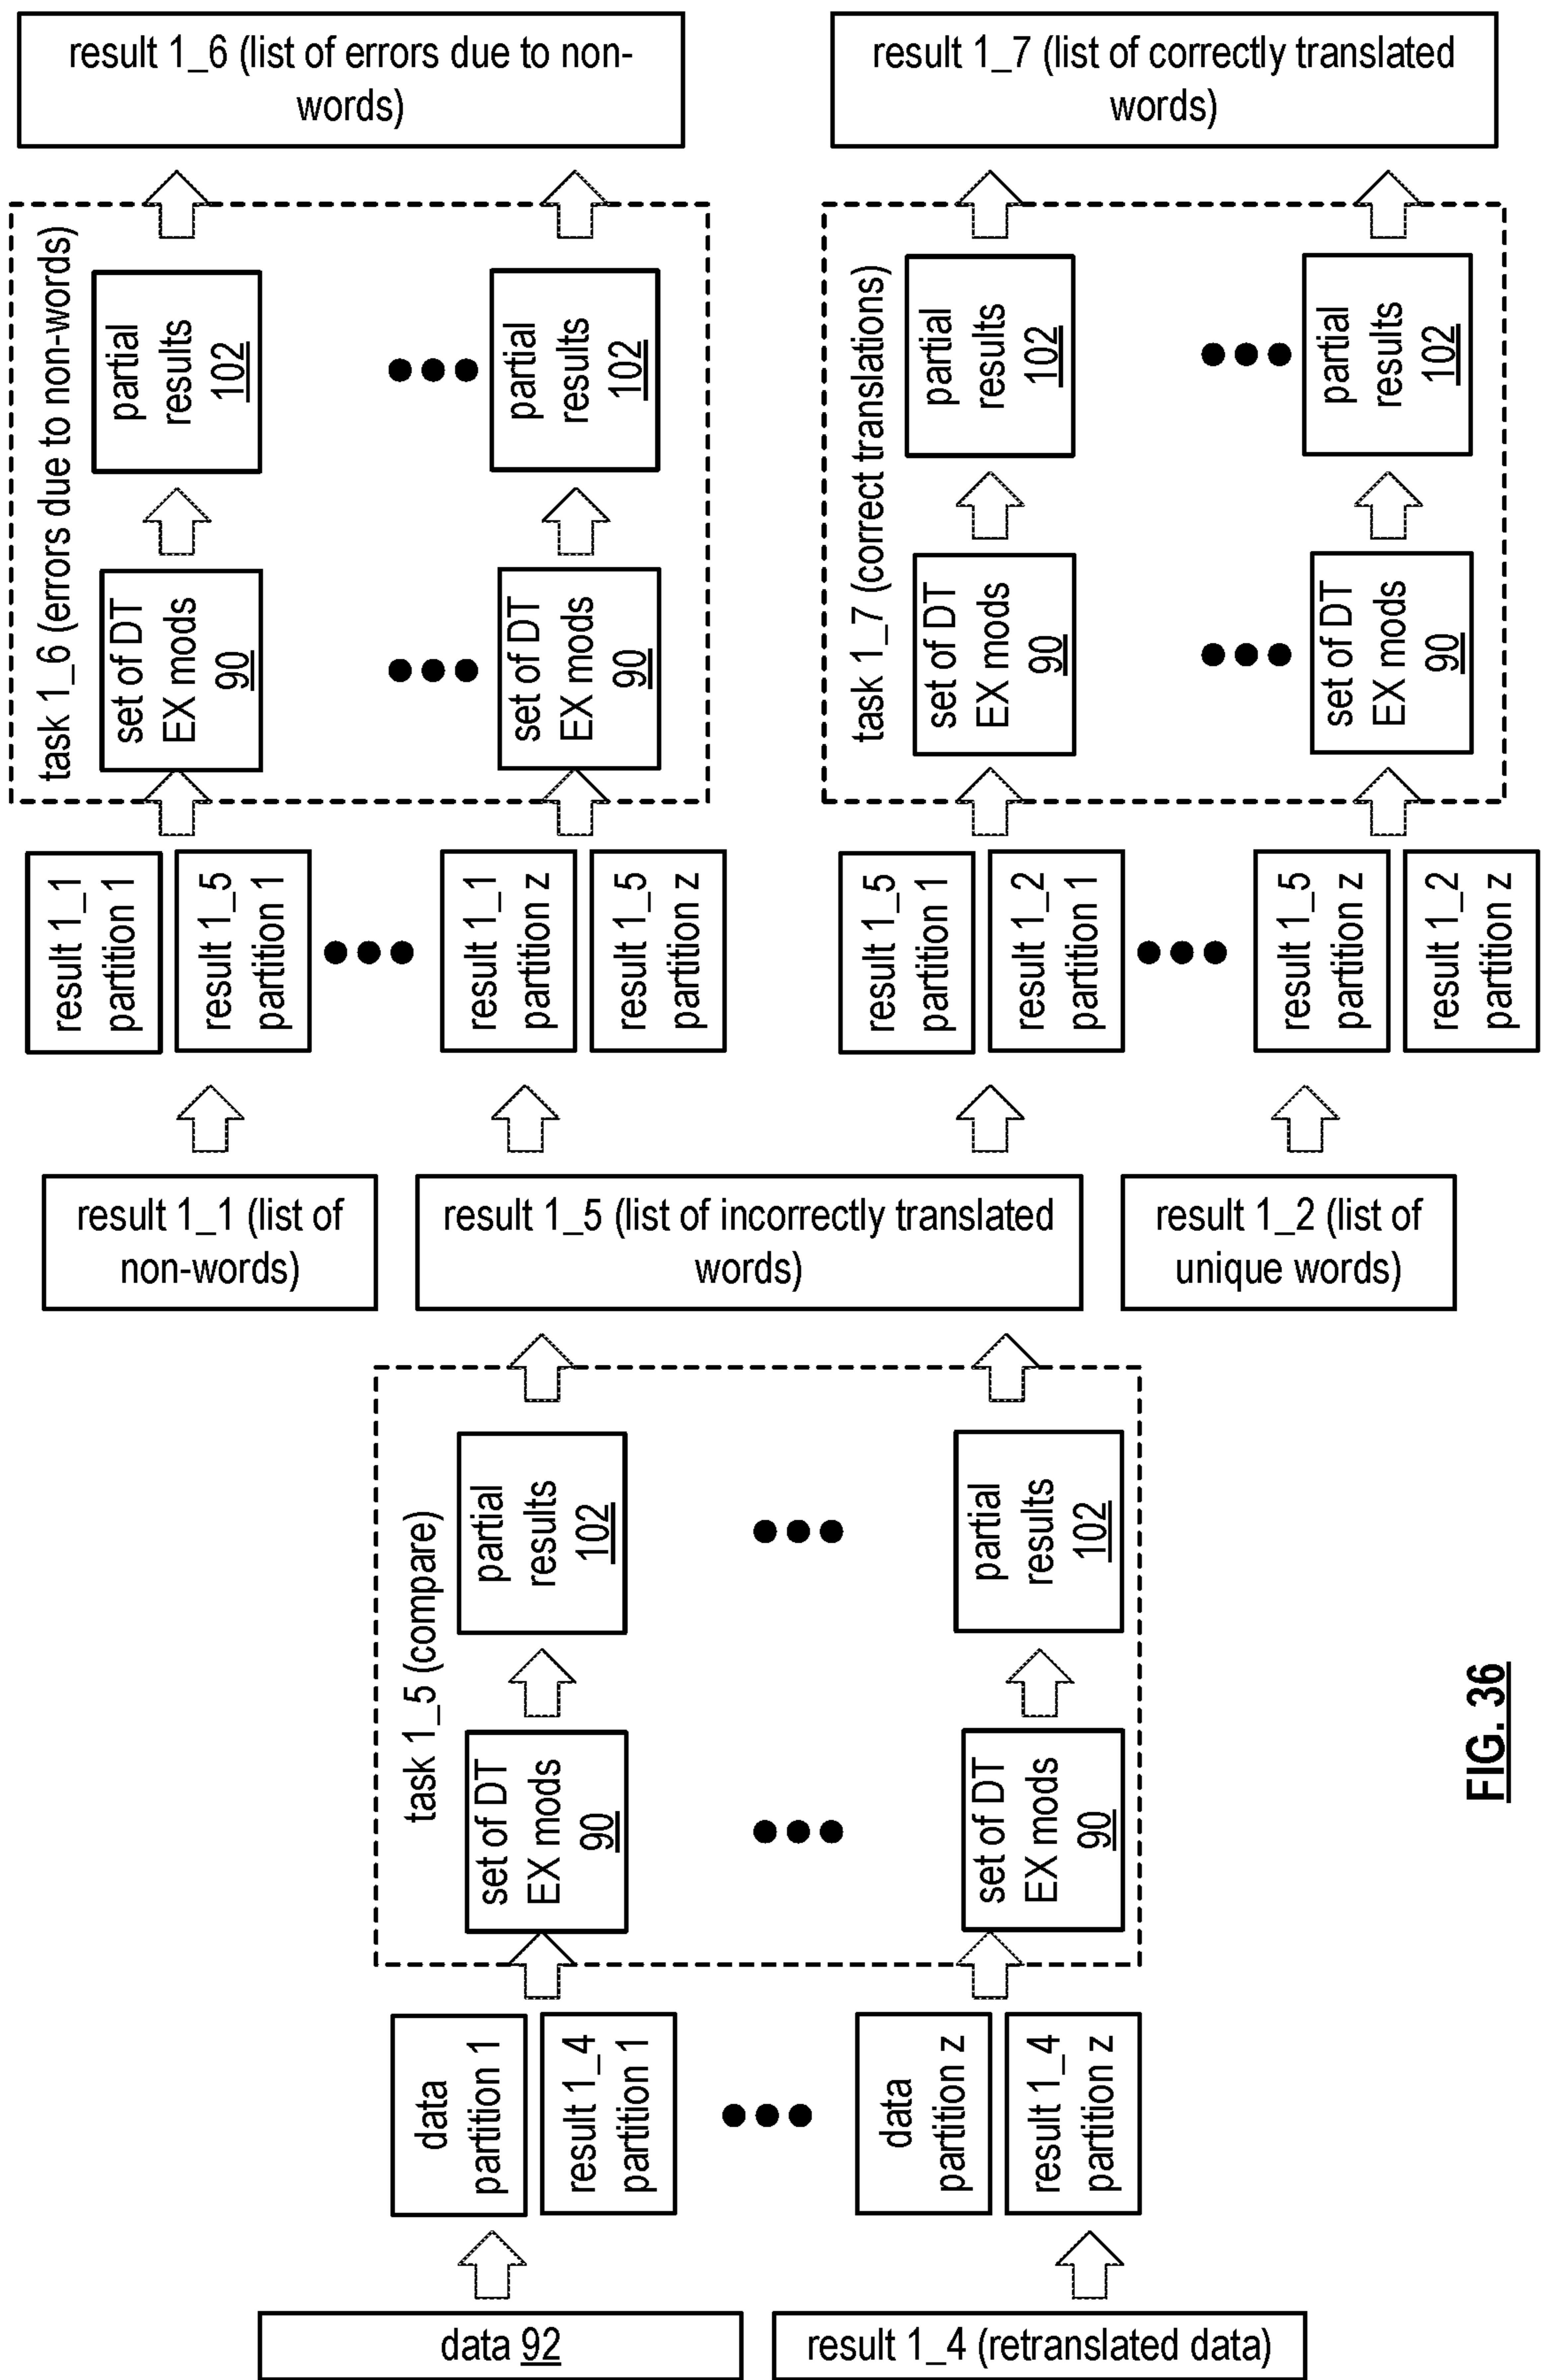 result 1_6 (list of errors due to non-
words)
result 1_7 (list of correctly translated
words)
task 1_6 (errors due to non-words)
partial
results
102
partial
results
102
set of DT
EX mods
90
set of DT
EX mods
90
task 1_7 (correct translations)
partial
results
102
partial
results
102
set of DT
EX mods
90
set of DT
EX mods
90
result 1_1
partition 1
result 1_5
partition 1
result 1_1
partition z
result 1_5
partition z
result 1_5
partition 1
result 1_2
partition 1
result 1_5
partition z
result 1_2
partition z
result 1_1 (list of
non-words)
result 1_5 (list of incorrectly translated
words)
result 1_2 (list of
unique words)
task 1_5 (compare)
partial
results
102
partial
results
102
set of DT
EX mods
90
set of DT
EX mods
90
data
partition 1
result 1_4
partition 1
data
partition z
result 1_4
partition z
data 92
result 1_4 (retranslated data)
FIG. 36